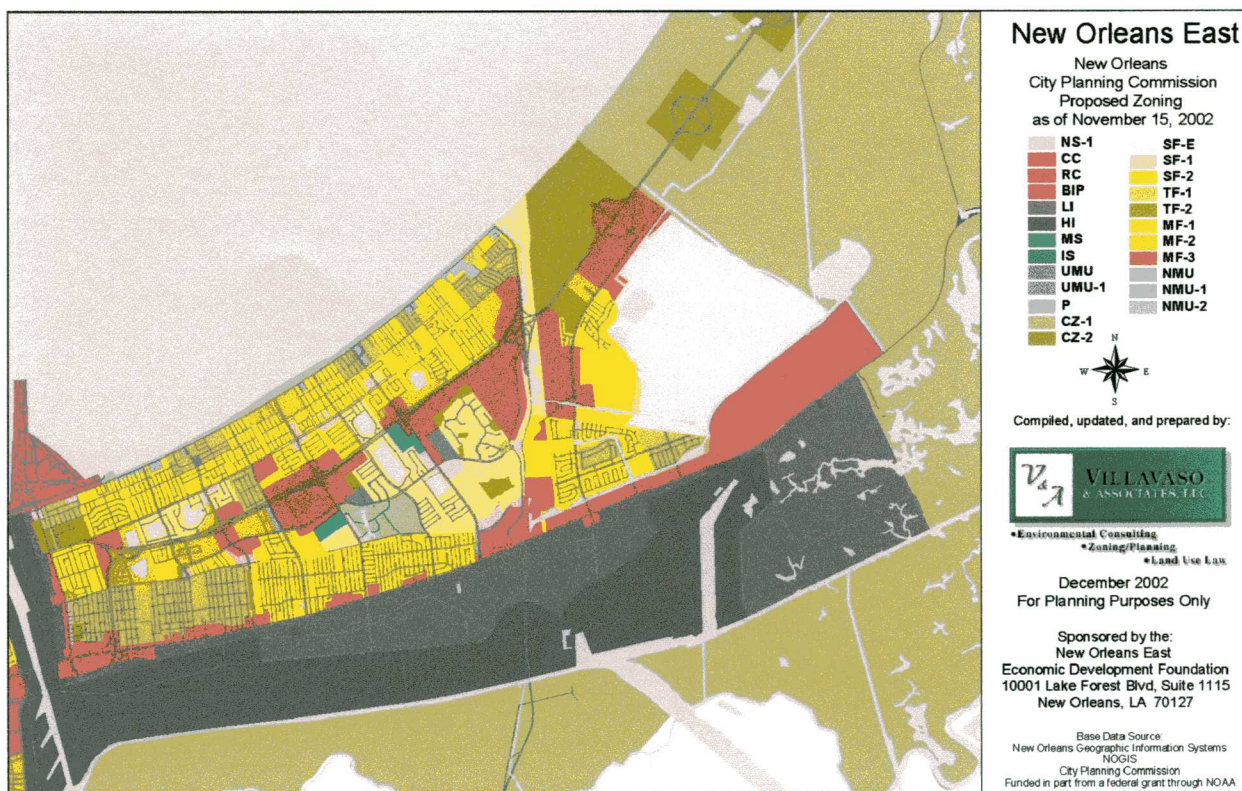 New Orleans East
New Orleans
City Planning Commission
Proposed Zoning
as of November 15, 2002
NS-1
CC
RC
BIP
LI
HI
MS
IS
UMU
UMU-1
P
CZ-1
CZ-2
SF-E
SF-1
SF-2
TF-1
TF-2
MF-1
MF-2
MF-3
NMU
NMU-1
NMU-2
N
W E
S
Compiled, updated, and prepared by:
V&A
VILLAVASO
& ASSOCIATES, LLC
•Environmental Consulting
•Zoning/Planning
•Land Use Law
December 2002
For Planning Purposes Only
Sponsored by the:
New Orleans East
Economic Development Foundation
10001 Lake Forest Blvd, Suite 1115
New Orleans, LA 70127
Base Data Source:
New Orleans Geographic Information Systems
NOGIS
City Planning Commission
Funded in part from a federal grant through NOAA